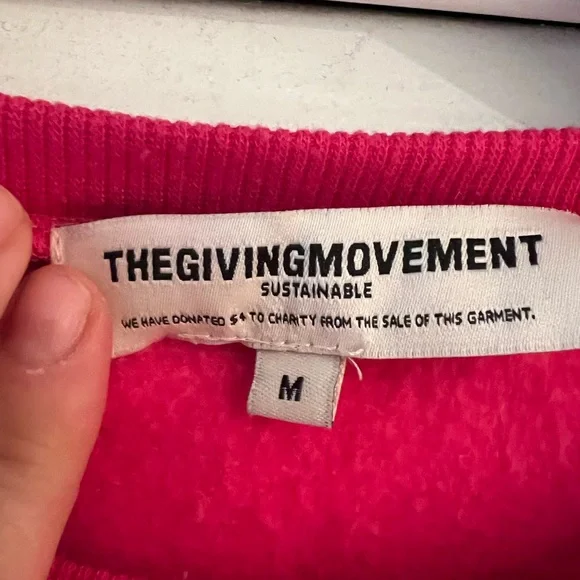 THEGIVINGMOVEMENT
SUSTAINABLE
WE HAVE DONATED $4 TO CHARITY FROM THE SALE OF THIS GARMENT.
M